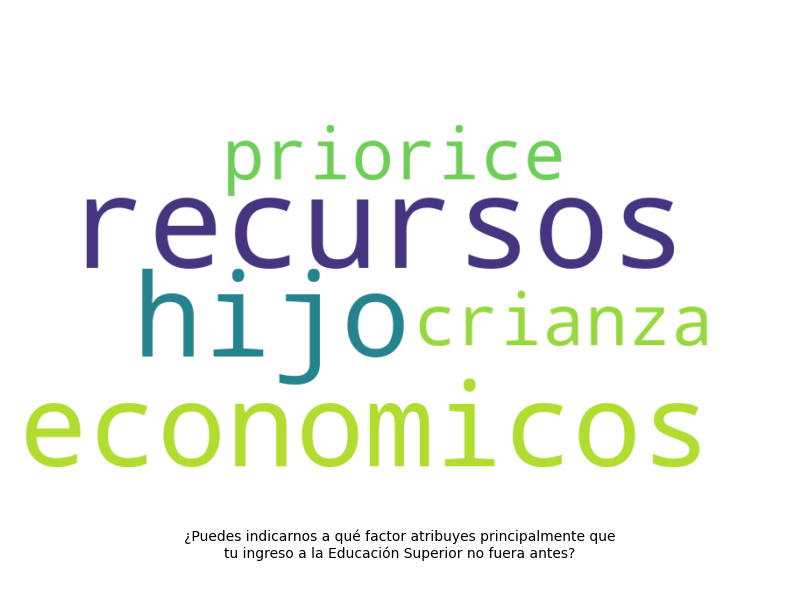 priorice
recursos
hijo crianza
economicos
¿Puedes indicarnos a qué factor atribuyes principalmente que
tu ingreso a la Educación Superior no fuera antes?